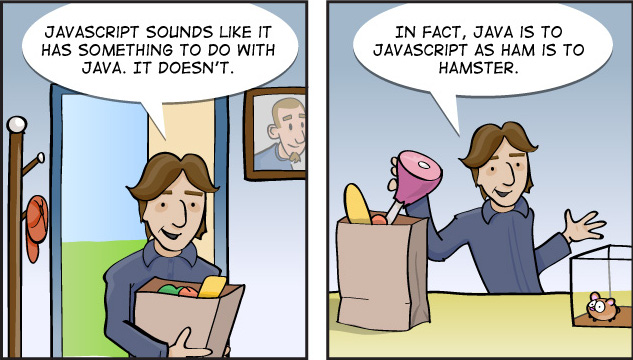 JAVASCRIPT SOUNDS LIKE IT
HAS SOMETHING TO DO WITH
JAVA. IT DOESN'T.
IN FACT, JAVA IS TO
JAVASCRIPT AS HAM IS TO
HAMSTER.